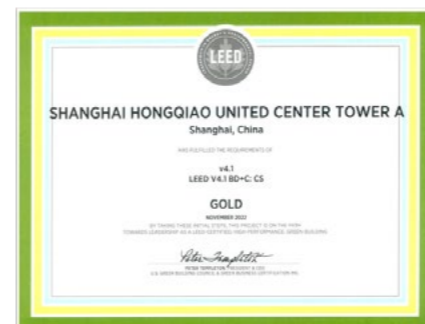 LEED
SHANGHAI HONGQIAO UNITED CENTER TOWER A
Shanghai, China
HAS FULFILLED THE REQUIREMENTS OF
v4.1
LEED V4.1 BD+C: CS
GOLD
NOVEMBER 2022
BY TAKING THESE INITIAL STEPS, THIS PROJECT IS ON THE PATH
TOWARDS LEADERSHIP AS A LEED-CERTIFIED, HIGH-PERFORMANCE, GREEN BUILDING.
Peter Templeton
PETER TEMPLETON, PRESIDENT & CEO
U.S. GREEN BUILDING COUNCIL & GREEN BUSINESS CERTIFICATION INC.